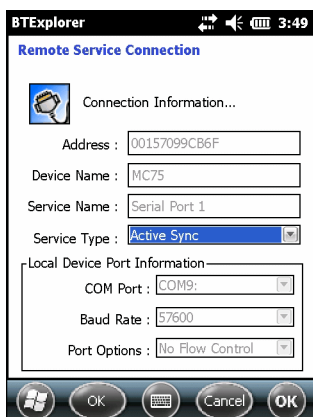 BTExplorer 3:49
Remote Service Connection
Connection Information...
Address : 00157099CB6F
Device Name : MC75
Service Name : Serial Port 1
Service Type : Active Sync
Local Device Port Information
COM Port : COM9:
Baud Rate : 57600
Port Options : No Flow Control
OK Cancel OK